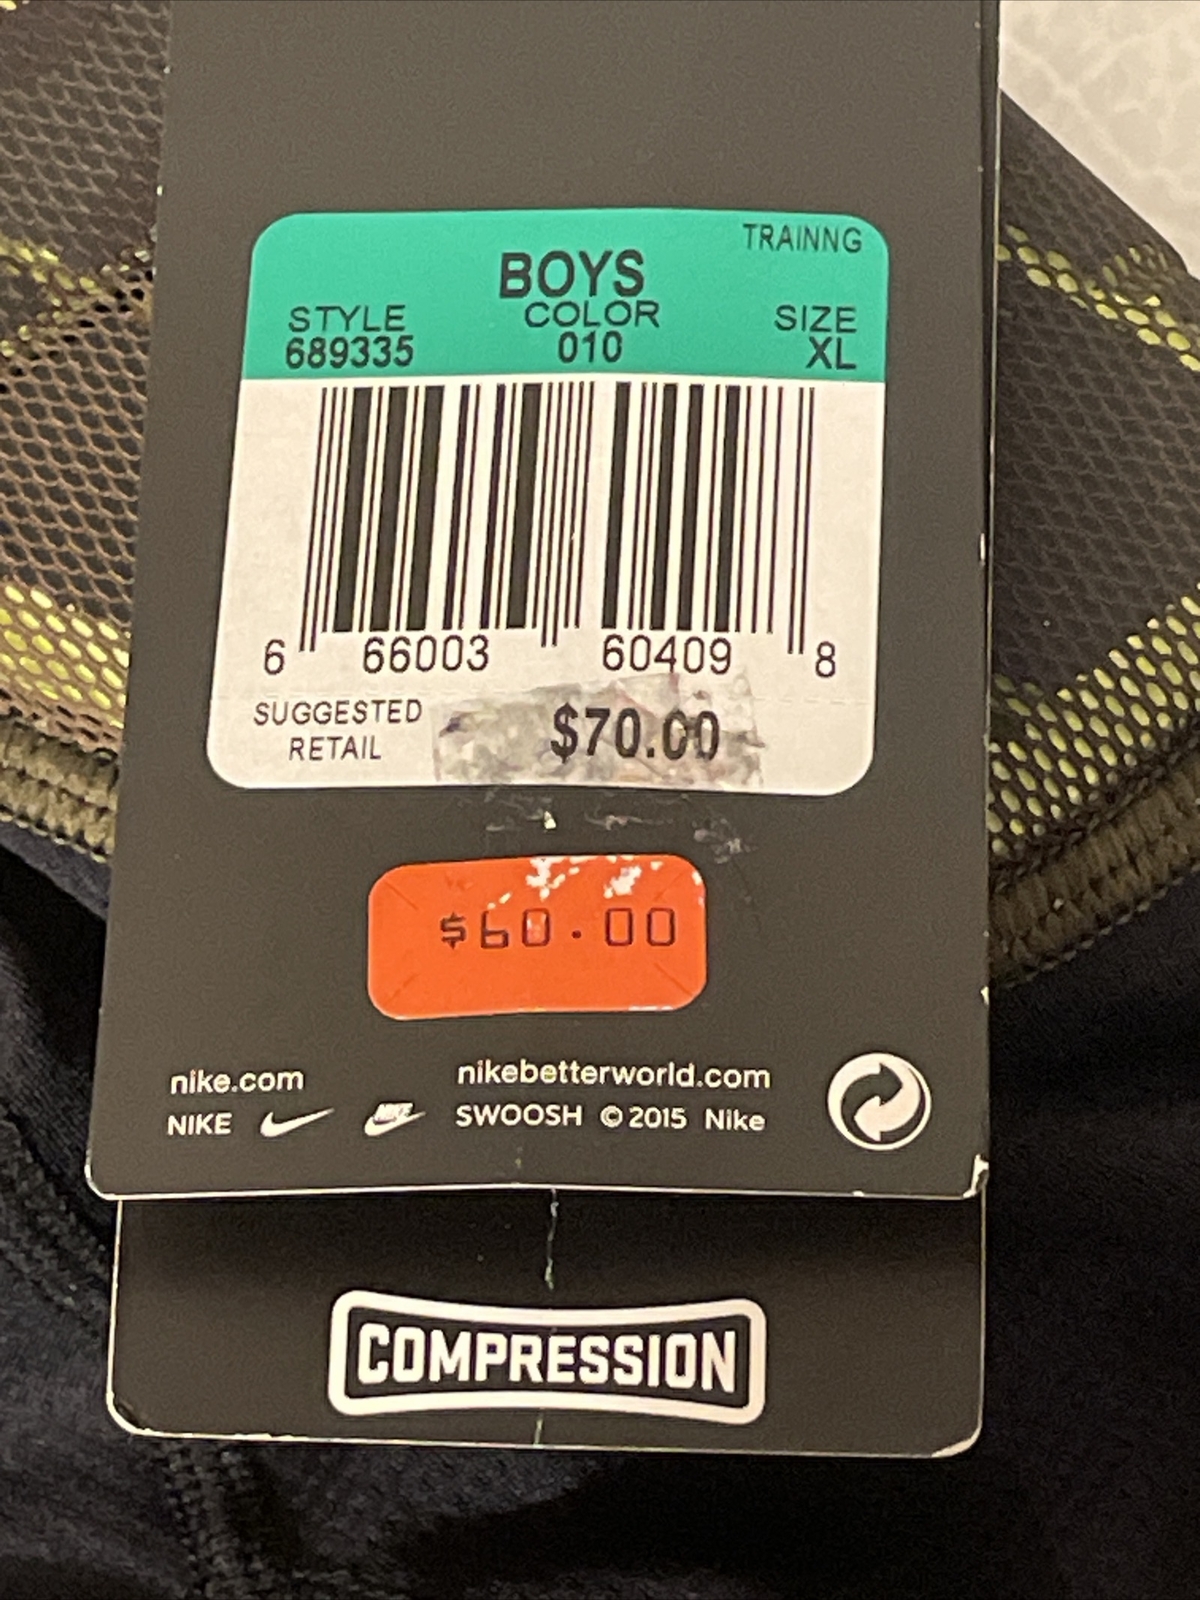 TRAINNG
BOYS
STYLE COLOR SIZE
689335 010 XL
6 66003 60409 8
SUGGESTED
RETAIL
$70.00
$60.00
nike.com nikebetterworld.com
NIKE NIKE SWOOSH © 2015 Nike
COMPRESSION